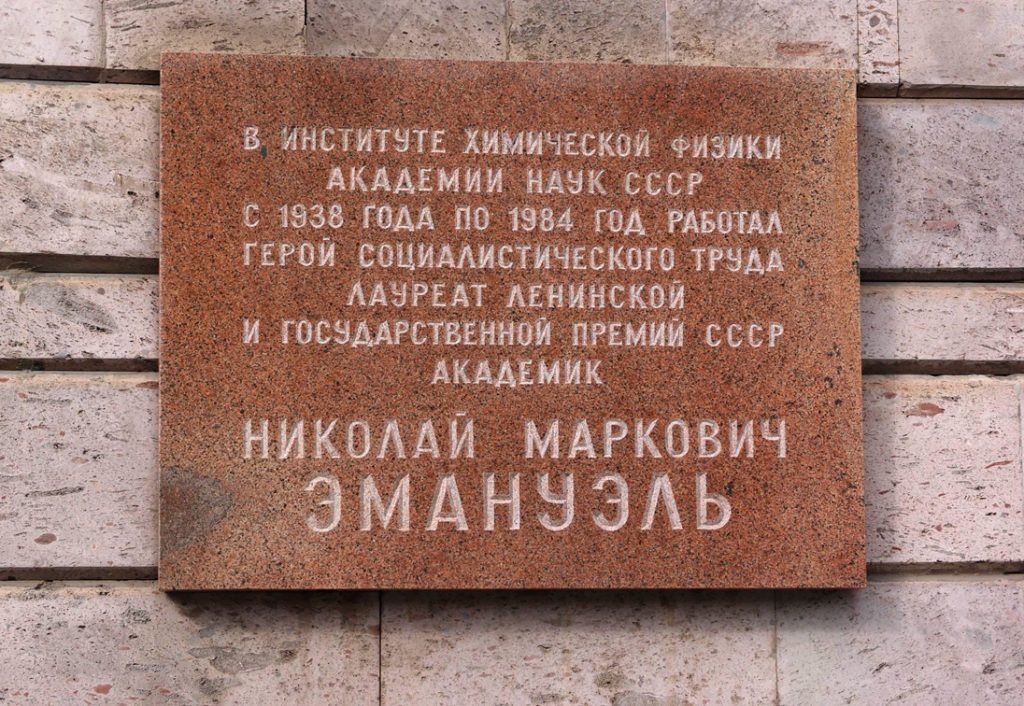 В ИНСТИТУТЕ ХИМИЧЕСКОЙ ФИЗИКИ
АКАДЕМИИ НАУК СССР
С 1938 ГОДА ПО 1984 ГОД РАБОТАЛ
ГЕРОЙ СОЦИАЛИСТИЧЕСКОГО ТРУДА
ЛАУРЕАТ ЛЕНИНСКОЙ
И ГОСУДАРСТВЕННОЙ ПРЕМИЙ СССР
АКАДЕМИК
НИКОЛАЙ МАРКОВИЧ
ЭМАНУЭЛЬ